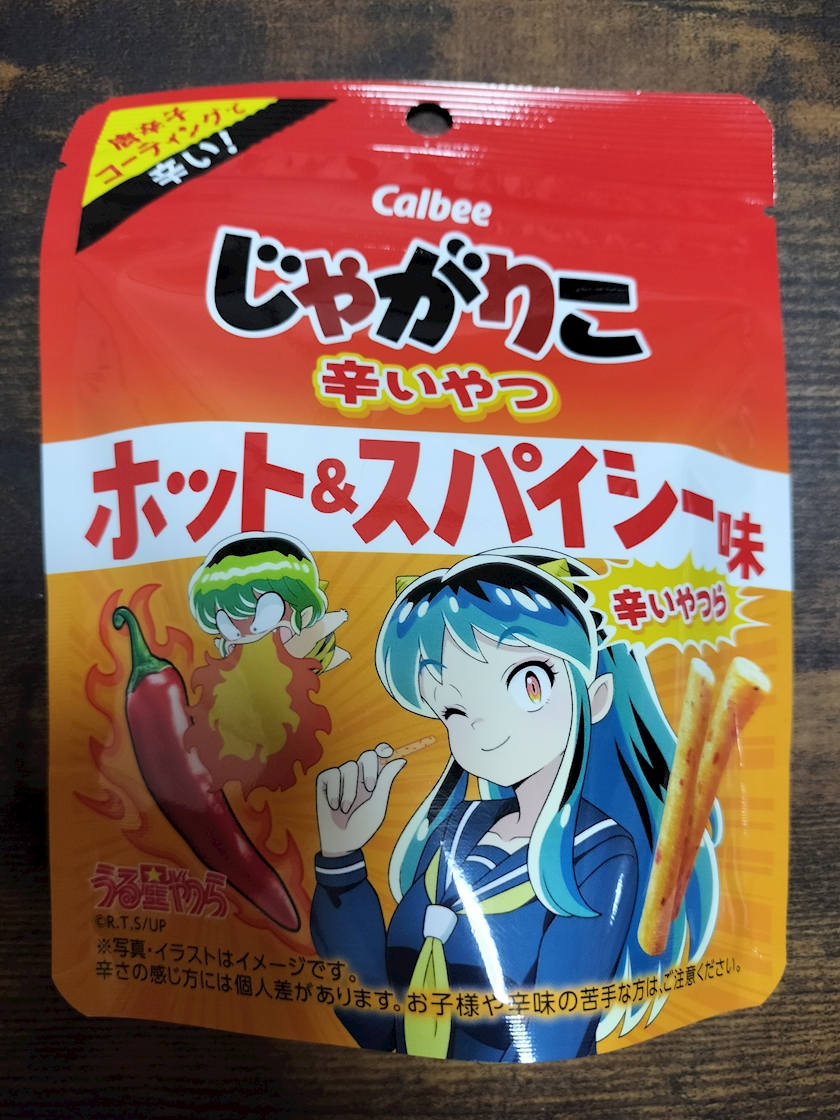 唐辛子
コーティングで
辛い!
Calbee
じゃがりこ
辛いやつ
ホット&スパイシー味
辛いやつら
うる星やつら
©R.T,S/UP
※写真・イラストはイメージです。
辛さの感じ方には個人差があります。お子様や辛味の苦手な方は、ご注意ください。